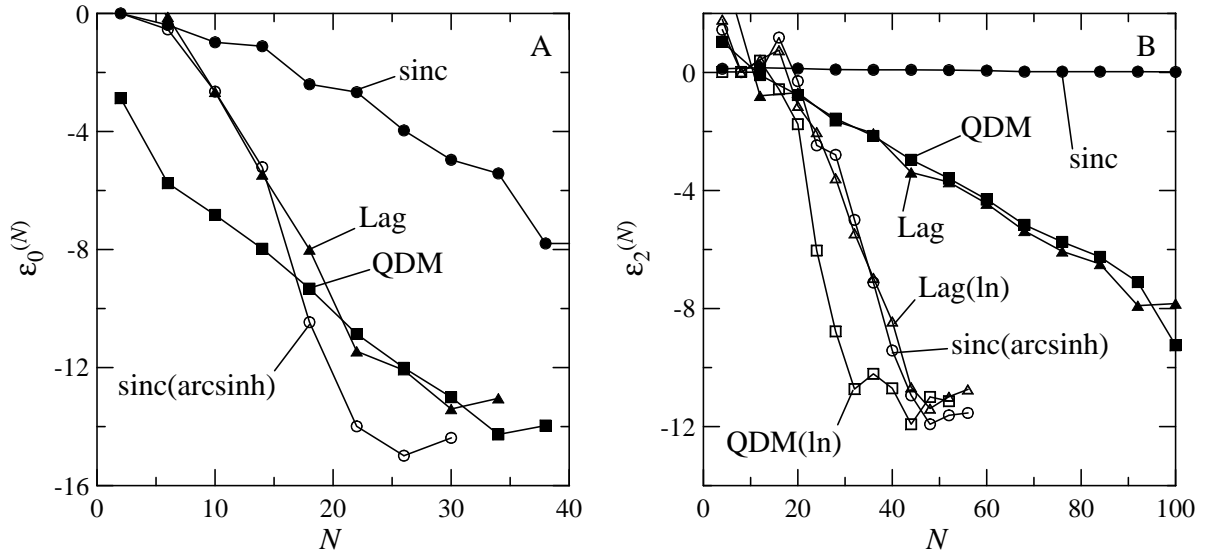 0
-4
-8
-12
-16
ε₀⁽ᴺ⁾
0
10
20
30
40
N
A
sinc
Lag
QDM
sinc(arcsinh)
0
-4
-8
-12
ε₂⁽ᴺ⁾
0
20
40
60
80
100
N
B
QDM
sinc
Lag
Lag(ln)
sinc(arcsinh)
QDM(ln)